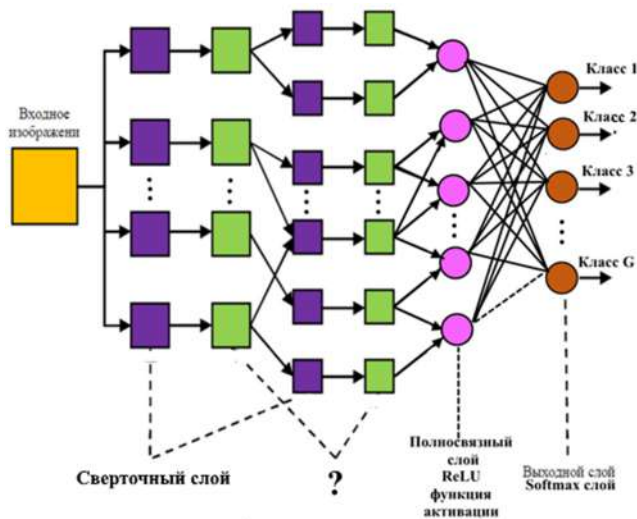 Входное
изображени
Класс 1
Класс 2
Класс 3
Класс G
Сверточный слой
?
Полносвязный
слой
ReLU
функция
активации
Выходной слой
Softmax слой